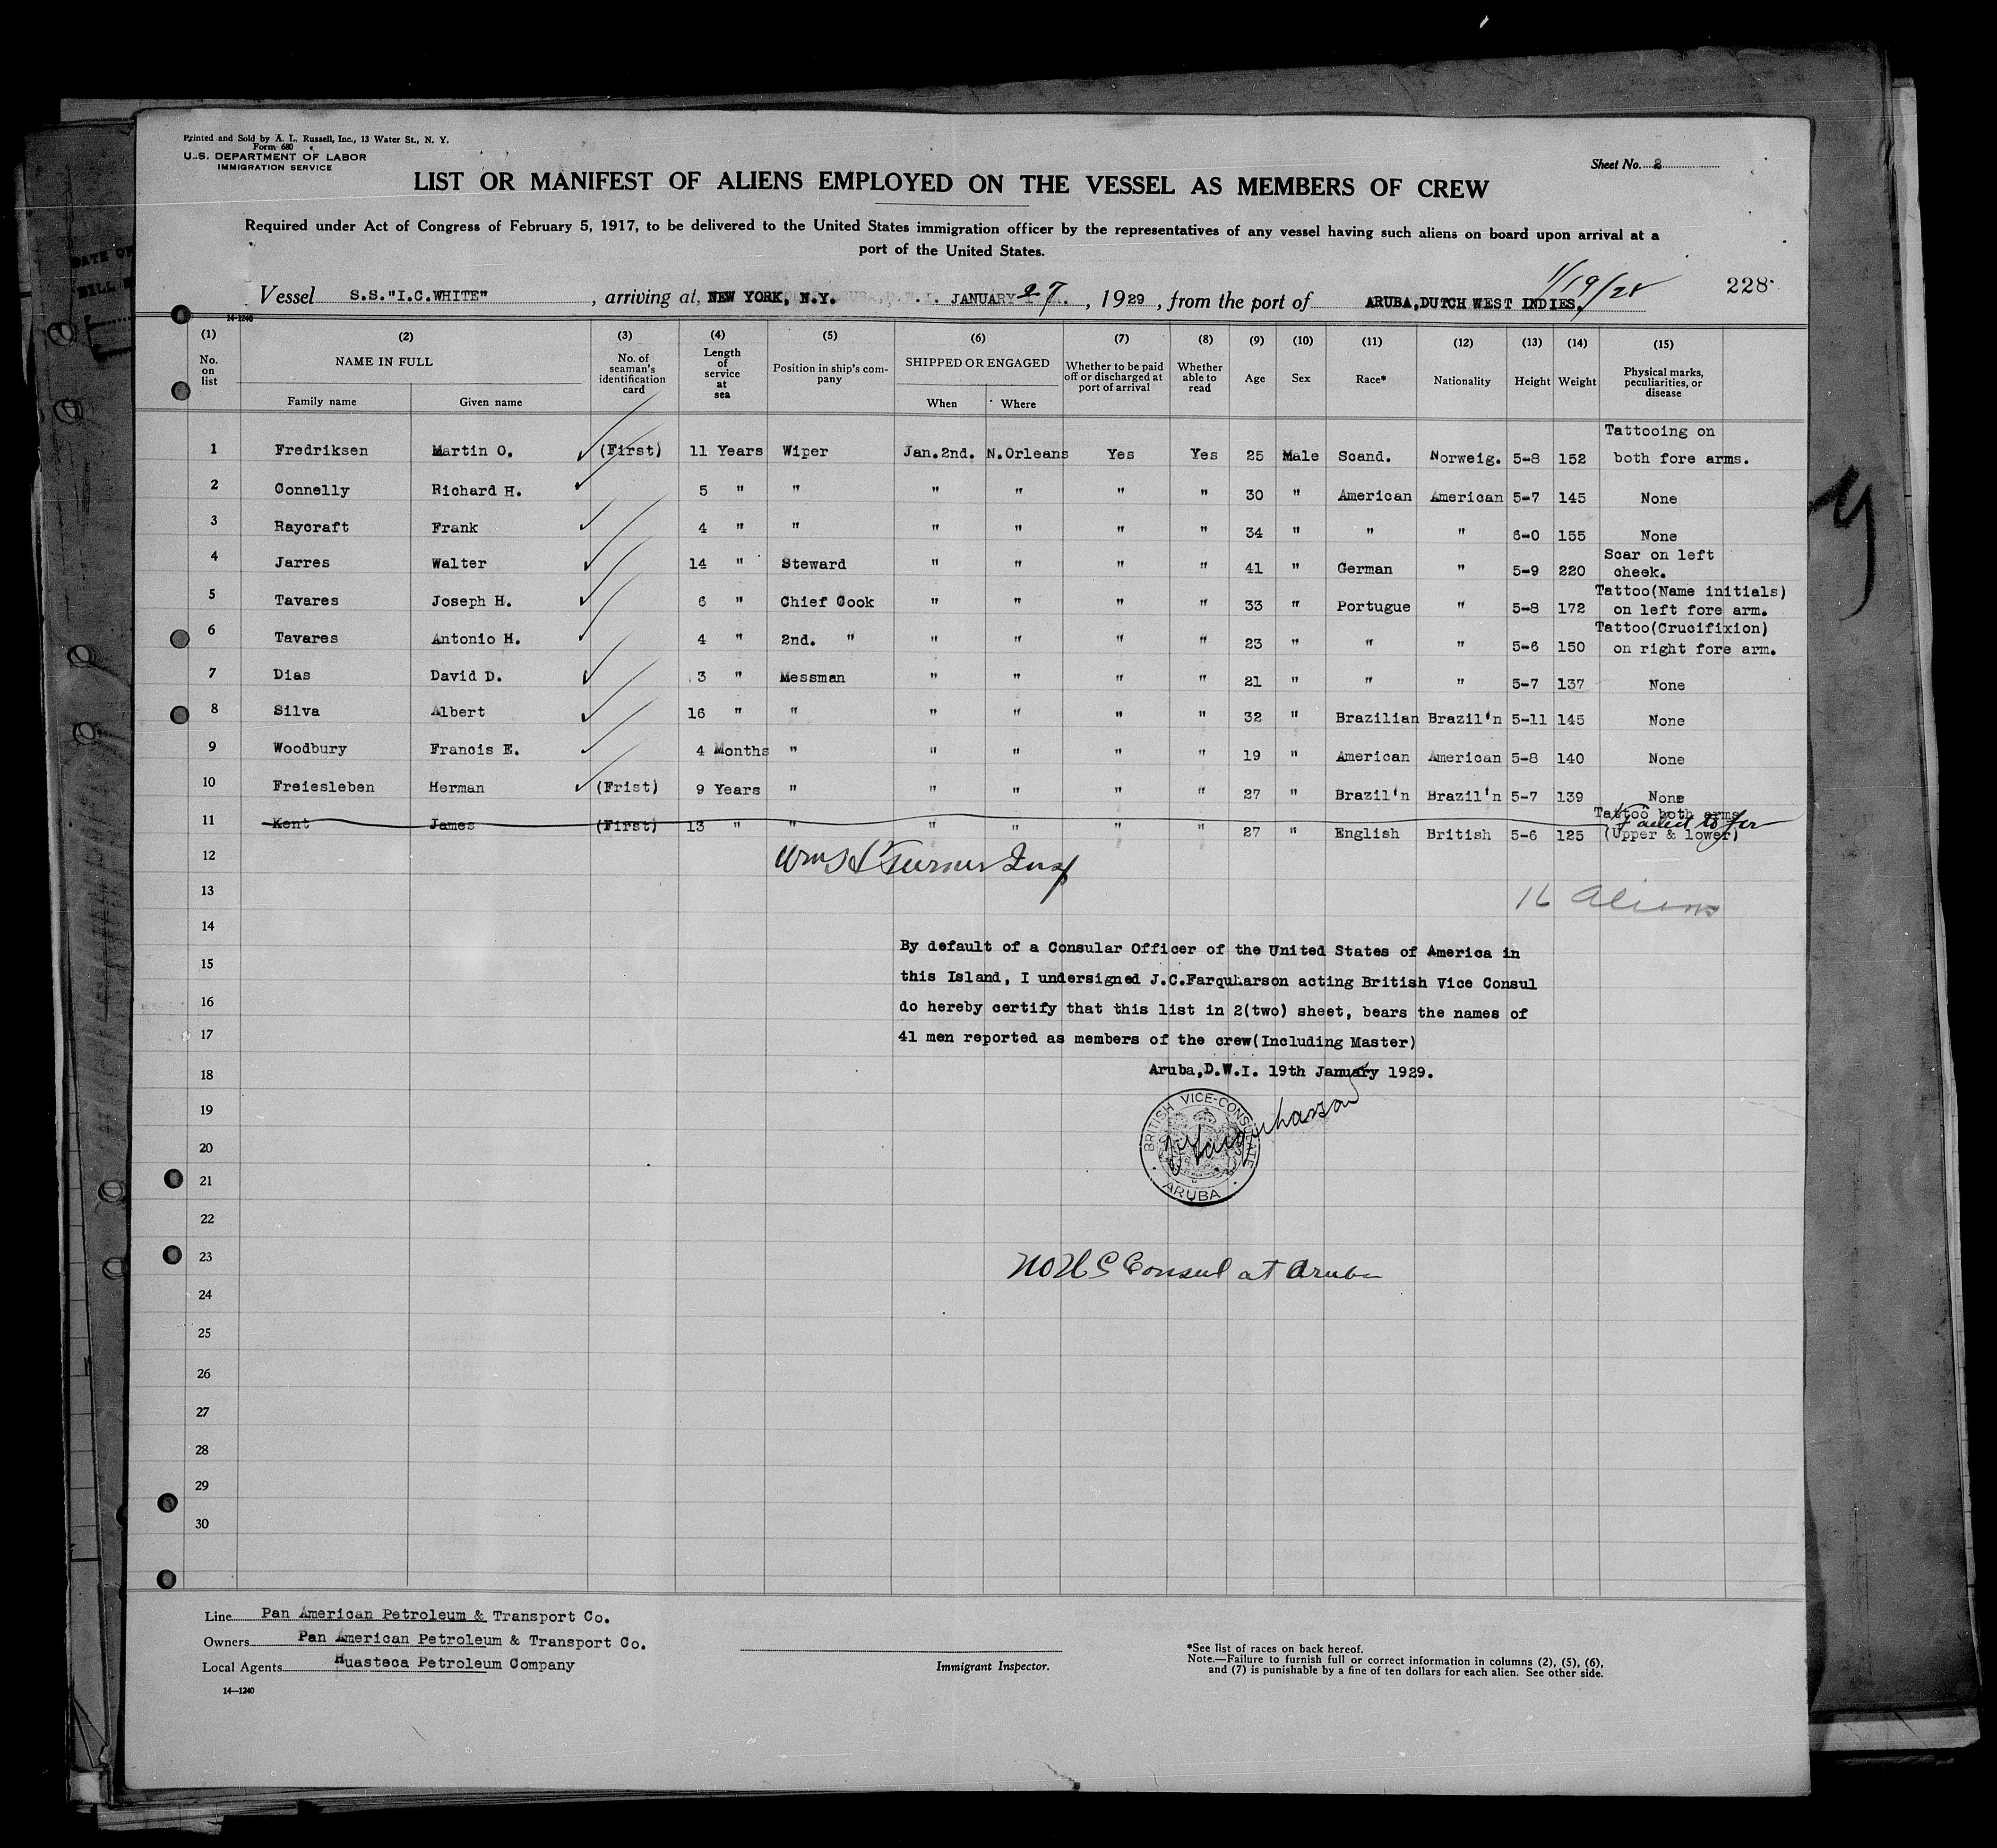 Printed and Sold by A. L. Russell, Inc., 13 Water St., N. Y.
Form 680
U. S. DEPARTMENT OF LABOR
IMMIGRATION SERVICE
Sheet No. 2
LIST OR MANIFEST OF ALIENS EMPLOYED ON THE VESSEL AS MEMBERS OF CREW
Required under Act of Congress of February 5, 1917, to be delivered to the United States immigration officer by the representatives of any vessel having such aliens on board upon arrival at a
port of the United States.
1/19/28
228
Vessel S.S."I.C.WHITE", arriving at, NEW YORK, N.Y. JANUARY 27, 1929, from the port of ARUBA,DUTCH WEST INDIES,
14-1240
(1) (2) (3) (4) (5) (6) (7) (8) (9) (10) (11) (12) (13) (14) (15)
No. on list NAME IN FULL Family name Given name No. of seaman's identification card Length of service at sea Position in ship's company SHIPPED OR ENGAGED When Where Whether to be paid off or discharged at port of arrival Whether able to read Age Sex Race* Nationality Height Weight Physical marks, peculiarities, or disease
1 Fredriksen Martin O. (First) 11 Years Wiper Jan.2nd. N.Orleans Yes Yes 25 Male Scand. Norweig. 5-8 152 Tattooing on both fore arms.
2 Connelly Richard H. 5 " " " " " " 30 " American American 5-7 145 None
3 Raycraft Frank 4 " " " " " " 34 " " " 6-0 155 None
4 Jarres Walter 14 " Steward " " " " 41 " German " 5-9 220 Scar on left cheek.
5 Tavares Joseph H. 6 " Chief Cook " " " " 33 " Portugue " 5-8 172 Tattoo(Name initials) on left fore arm.
6 Tavares Antonio H. 4 " 2nd. " " " " " 23 " " " 5-6 150 Tattoo(Crucifixion) on right fore arm.
7 Dias David D. 3 " Messman " " " " 21 " " " 5-7 137 None
8 Silva Albert 16 " " " " " " 32 " Brazilian Brazil'n 5-11 145 None
9 Woodbury Francis E. 4 Months " " " " " 19 " American American 5-8 140 None
10 Freiesleben Herman (Frist) 9 Years " " " " " 27 " Brazil'n Brazil'n 5-7 139 None
11 Kent James (First) 13 " " " " " " 27 " English British 5-6 125 Tattoo both arms (Upper & lower)
Failed to
12
Wm H Turner Insp
13
16 Aliens
14
By default of a Consular Officer of the United States of America in
15
this Island, I undersigned J.C.Farquharson acting British Vice Consul
16
do hereby certify that this list in 2(two) sheet, bears the names of
17
41 men reported as members of the crew(Including Master)
18
Aruba,D.W.I. 19th January 1929.
19
BRITISH VICE-CONSULATE
ARUBA
Farquharson
20
21
22
23
No U S Consul at Aruba
24
25
26
27
28
29
30
Line Pan American Petroleum & Transport Co.
Owners Pan American Petroleum & Transport Co.
Local Agents Huasteca Petroleum Company
14—1240
Immigrant Inspector.
*See list of races on back hereof.
Note.—Failure to furnish full or correct information in columns (2), (5), (6),
and (7) is punishable by a fine of ten dollars for each alien. See other side.